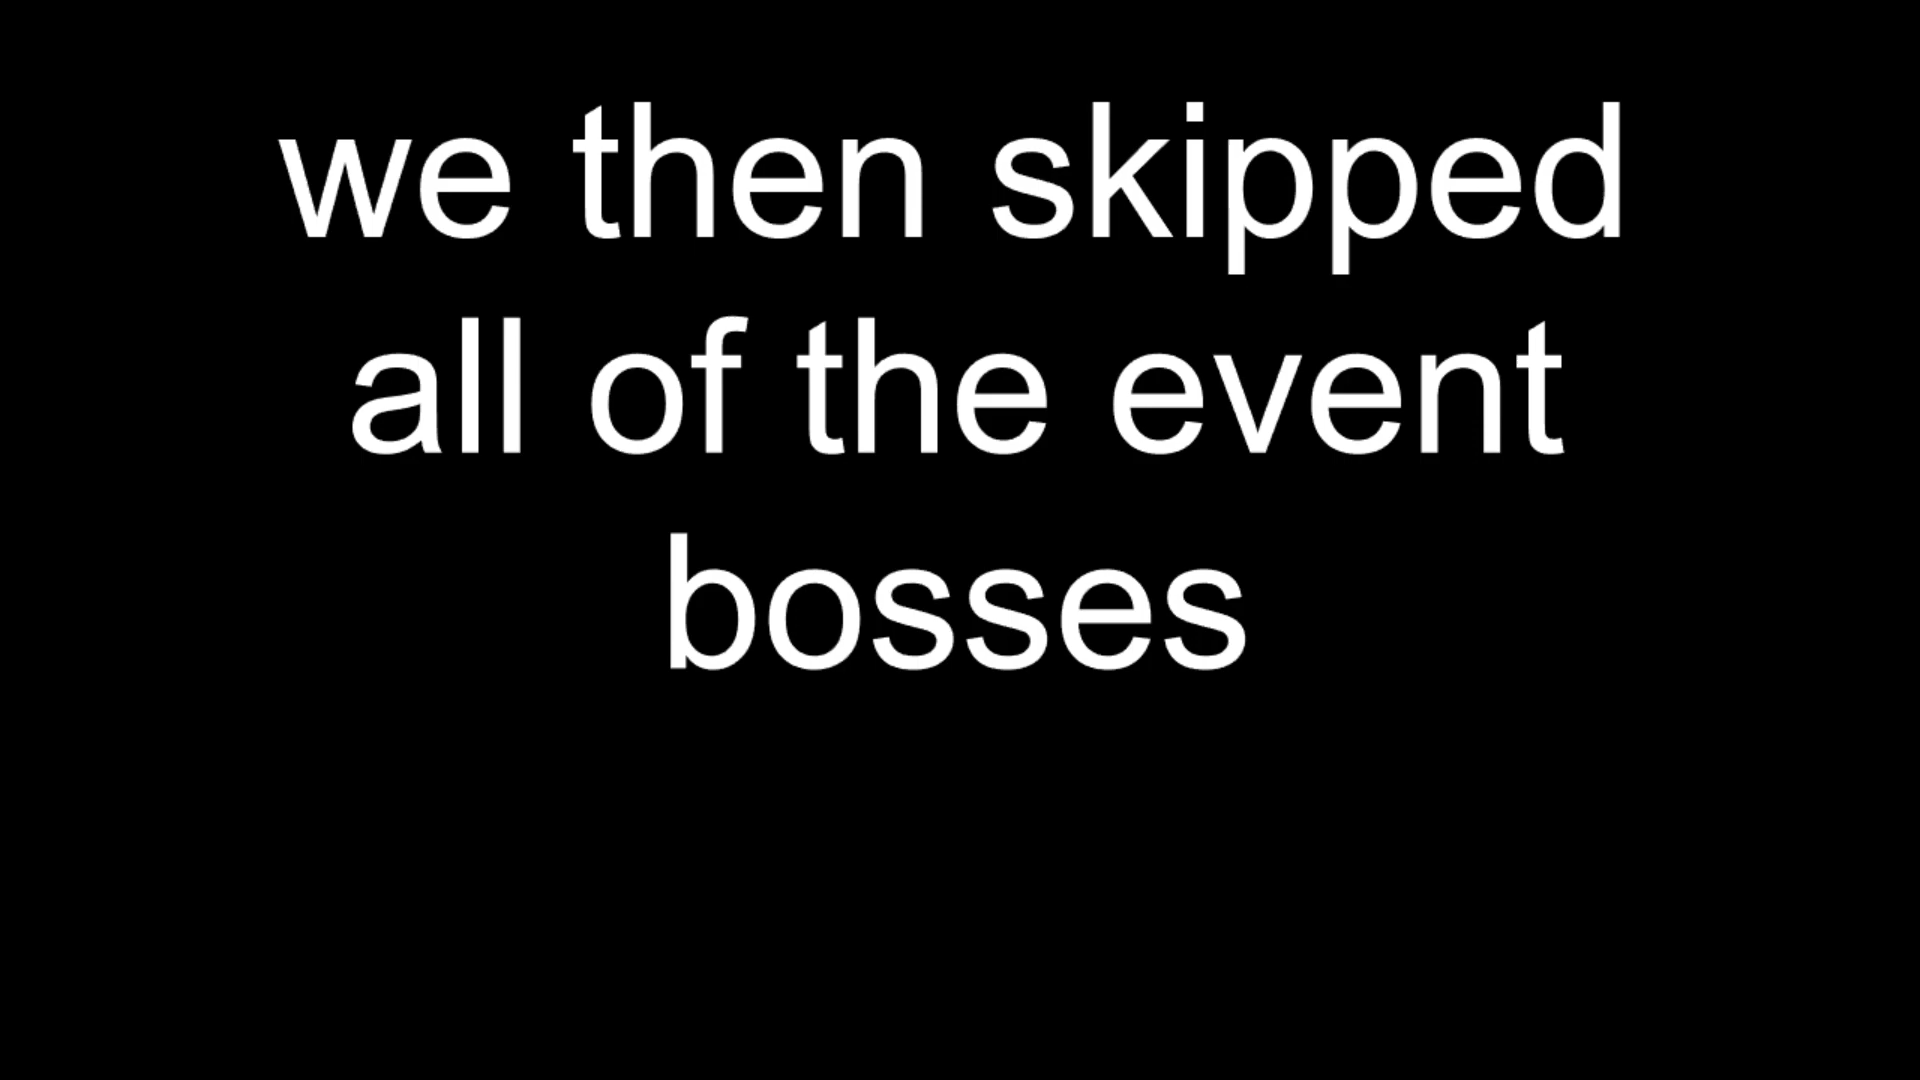 we then skipped
all of the event
bosses